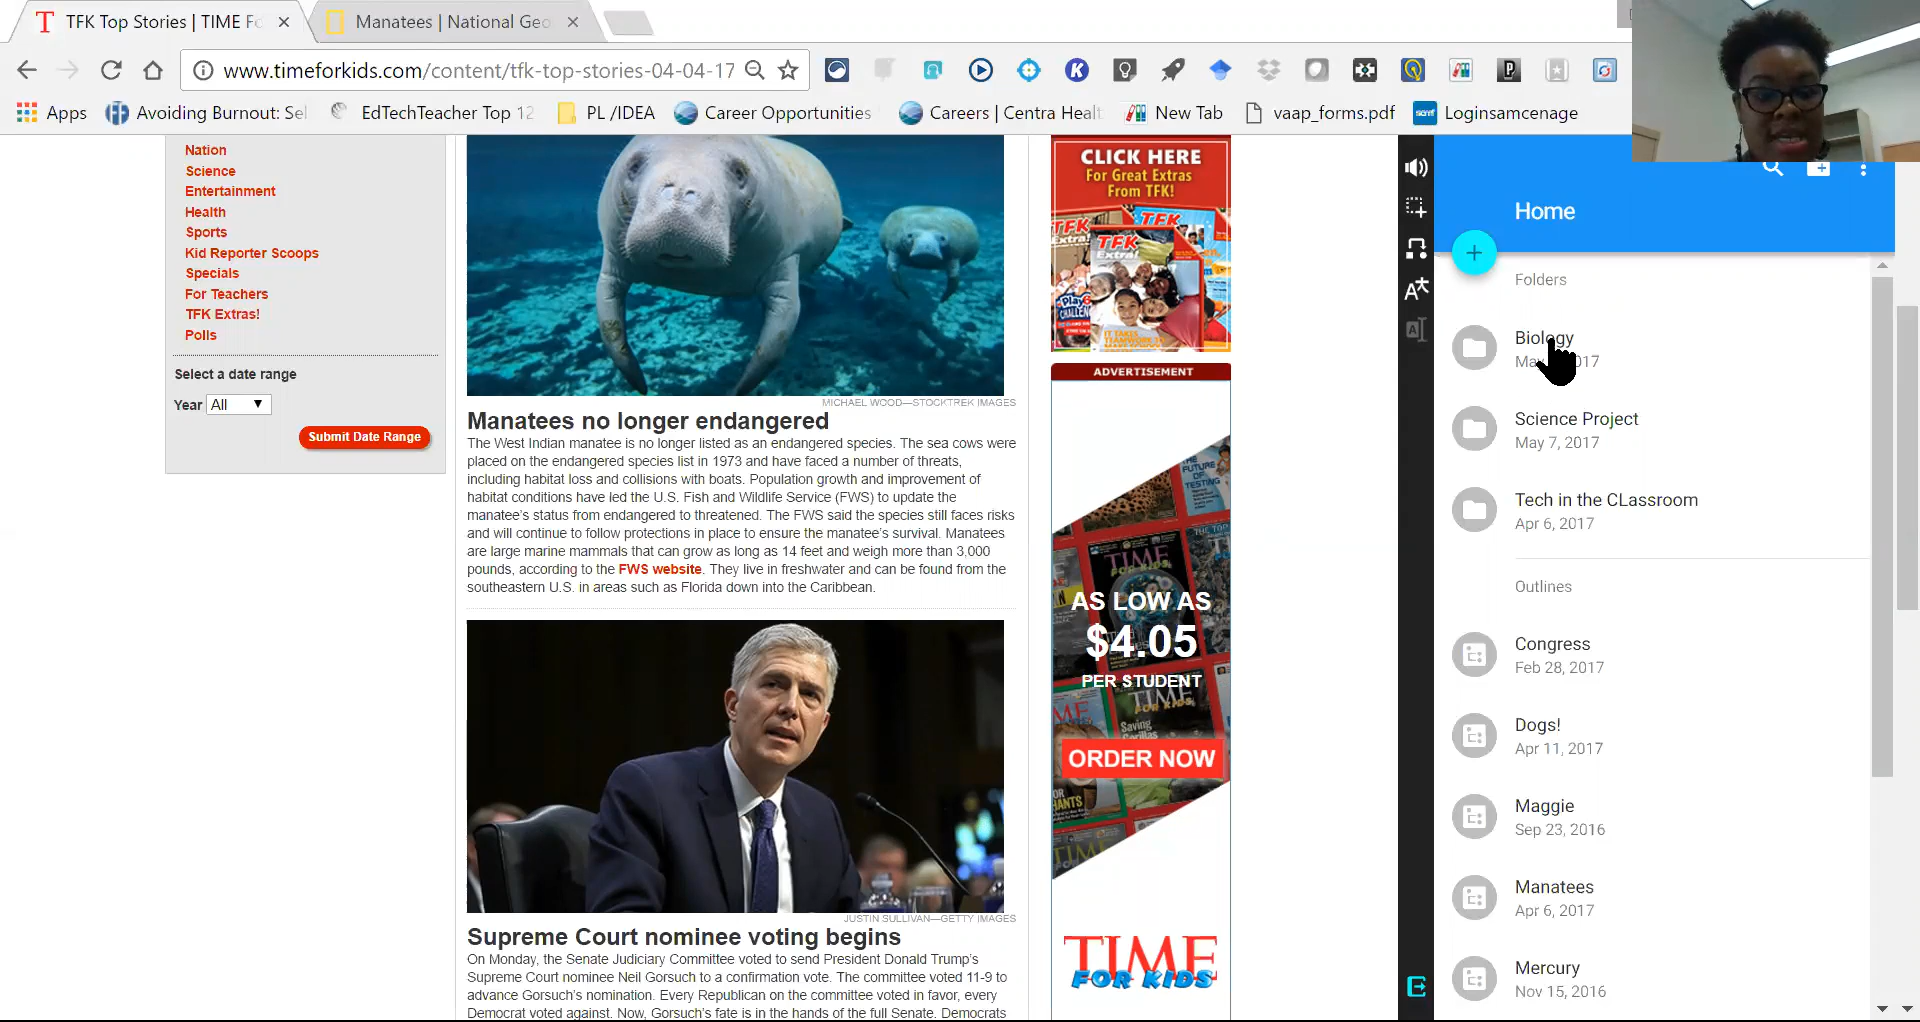 TFK Top Stories | TIME Fo
Manatees | National Geo
www.timeforkids.com/content/tfk-top-stories-04-04-17
Apps
Avoiding Burnout: Sel
EdTechTeacher Top 12
PL /IDEA
Career Opportunities
Careers | Centra Healt
New Tab
vaap_forms.pdf
Loginsamcenage
Nation
Science
Entertainment
Health
Sports
Kid Reporter Scoops
Specials
For Teachers
TFK Extras!
Polls
Select a date range
Year All
Submit Date Range
MICHAEL WOOD—STOCKTREK IMAGES
Manatees no longer endangered
The West Indian manatee is no longer listed as an endangered species. The sea cows were
placed on the endangered species list in 1973 and have faced a number of threats,
including habitat loss and collisions with boats. Population growth and improvement of
habitat conditions have led the U.S. Fish and Wildlife Service (FWS) to update the
manatee's status from endangered to threatened. The FWS said the species still faces risks
and will continue to follow protections in place to ensure the manatee's survival. Manatees
are large marine mammals that can grow as long as 14 feet and weigh more than 3,000
pounds, according to the FWS website. They live in freshwater and can be found from the
southeastern U.S. in areas such as Florida down into the Caribbean.
JUSTIN SULLIVAN—GETTY IMAGES
Supreme Court nominee voting begins
On Monday, the Senate Judiciary Committee voted to send President Donald Trump's
Supreme Court nominee Neil Gorsuch to a confirmation vote. The committee voted 11-9 to
advance Gorsuch's nomination. Every Republican on the committee voted in favor, every
Democrat voted against. Now, Gorsuch's fate is in the hands of the full Senate. Democrats
CLICK HERE
For Great Extras
From TFK!
TFK
Extra!
ADVERTISEMENT
THE FUTURE OF TESTING
TIME
FOR KIDS
AS LOW AS
$4.05
PER STUDENT
Saving
ORDER NOW
TIME
FOR KIDS
Home
Folders
Biology
May 2017
Science Project
May 7, 2017
Tech in the CLassroom
Apr 6, 2017
Outlines
Congress
Feb 28, 2017
Dogs!
Apr 11, 2017
Maggie
Sep 23, 2016
Manatees
Apr 6, 2017
Mercury
Nov 15, 2016